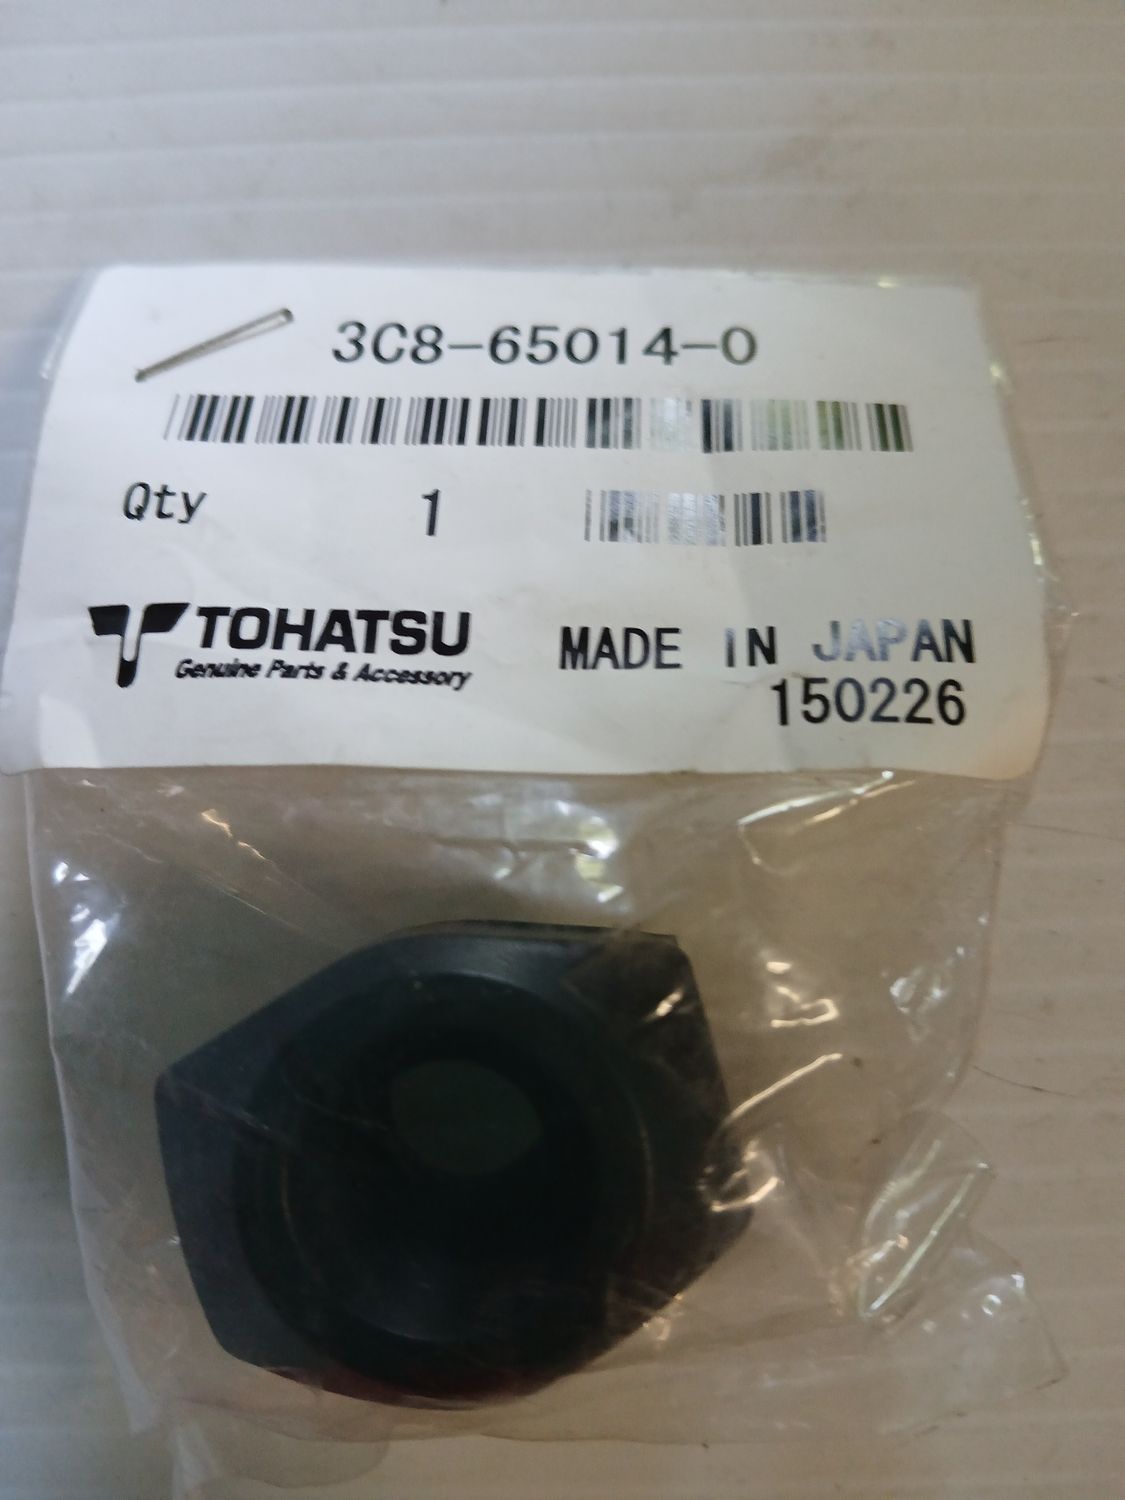 3C8-65014-0
Qty 1
TOHATSU
Genuine Parts & Accessory
MADE IN JAPAN
150226